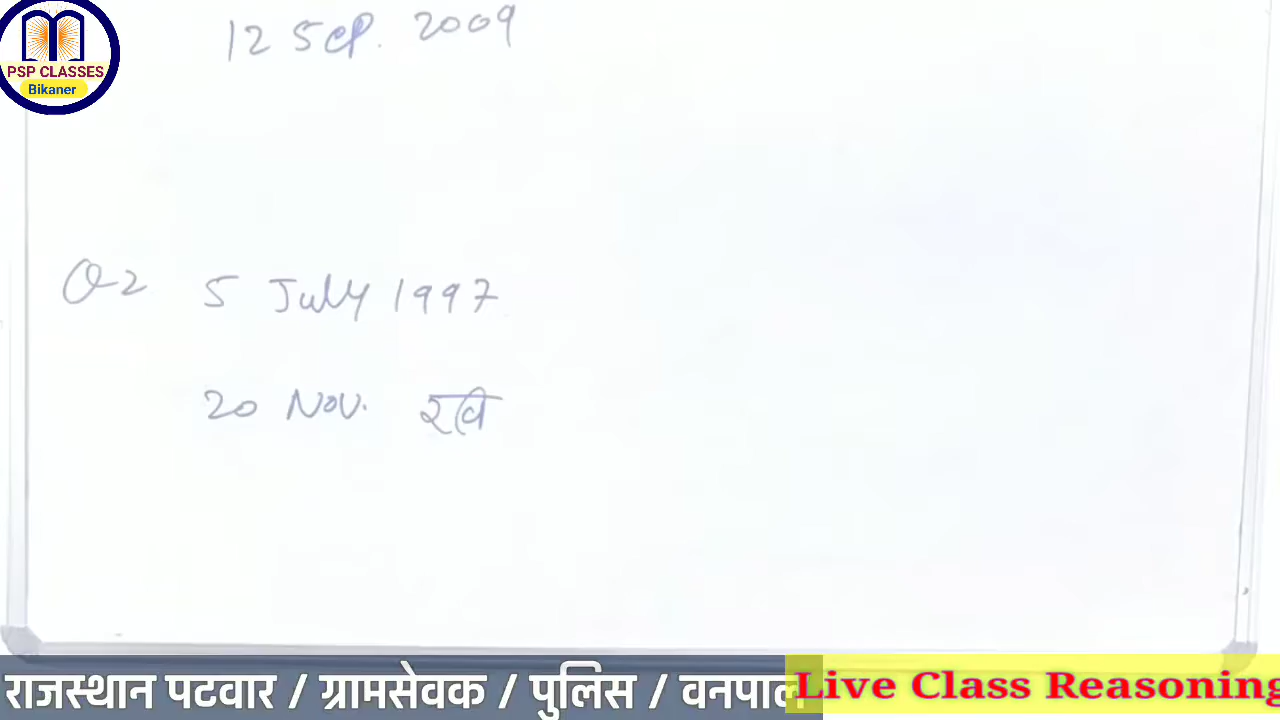 12 Sep. 2009
PSP CLASSES
Bikaner
Q-2 5 July 1997
20 Nov. रवि
राजस्थान पटवार / ग्रामसेवक / पुलिस / वनपाल
Live Class Reasoning